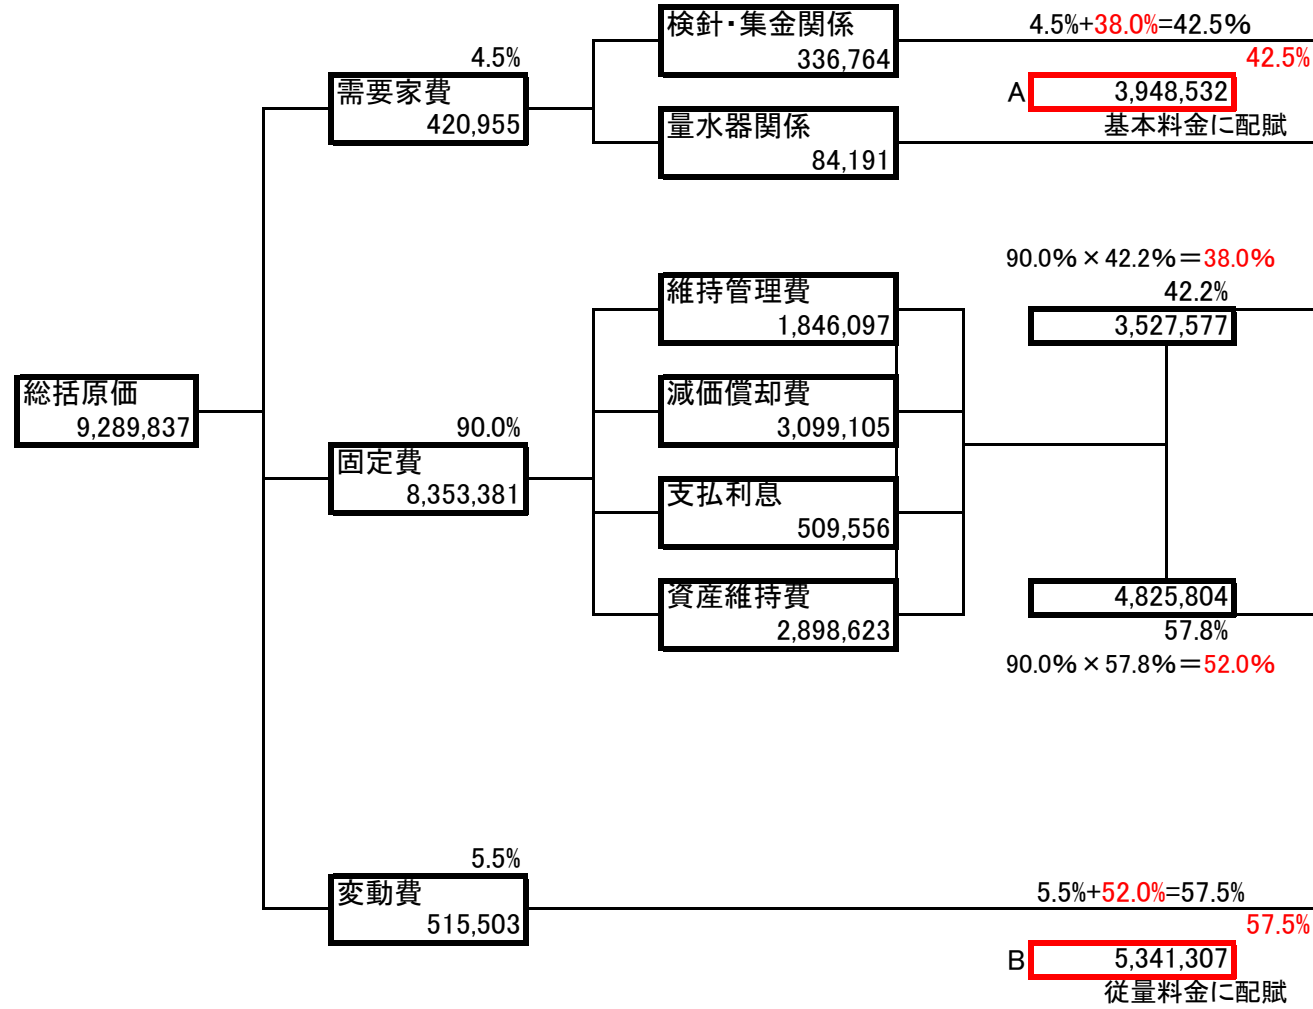 検針・集金関係
336,764
4.5%+38.0%=42.5%
42.5%
4.5%
需要家費
420,955
A
3,948,532
基本料金に配賦
量水器関係
84,191
90.0%×42.2%=38.0%
42.2%
維持管理費
1,846,097
3,527,577
総括原価
9,289,837
減価償却費
3,099,105
90.0%
固定費
8,353,381
支払利息
509,556
資産維持費
2,898,623
4,825,804
57.8%
90.0%×57.8%=52.0%
5.5%
変動費
515,503
5.5%+52.0%=57.5%
57.5%
B
5,341,307
従量料金に配賦